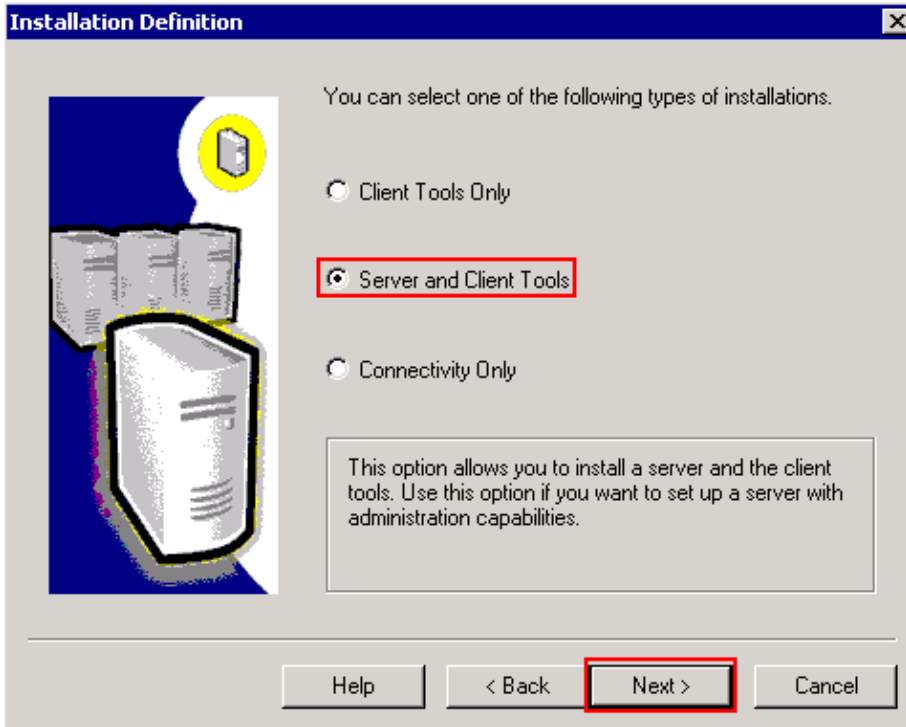 Installation Definition
You can select one of the following types of installations.
Client Tools Only
Server and Client Tools
Connectivity Only
This option allows you to install a server and the client
tools. Use this option if you want to set up a server with
administration capabilities.
Help
< Back
Next >
Cancel